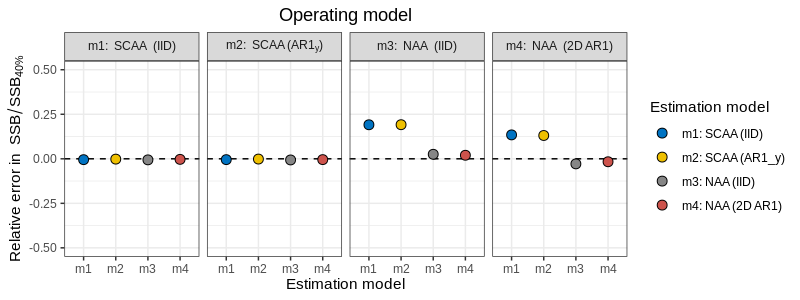 Operating model
m1: SCAA (IID) m2: SCAA (AR1y) m3: NAA (IID) m4: NAA (2D AR1)
Relative error in SSB/SSB40%
0.50
0.25
0.00
-0.25
-0.50
m1 m2 m3 m4 m1 m2 m3 m4 m1 m2 m3 m4 m1 m2 m3 m4
Estimation model
Estimation model
m1: SCAA (IID)
m2: SCAA (AR1_y)
m3: NAA (IID)
m4: NAA (2D AR1)